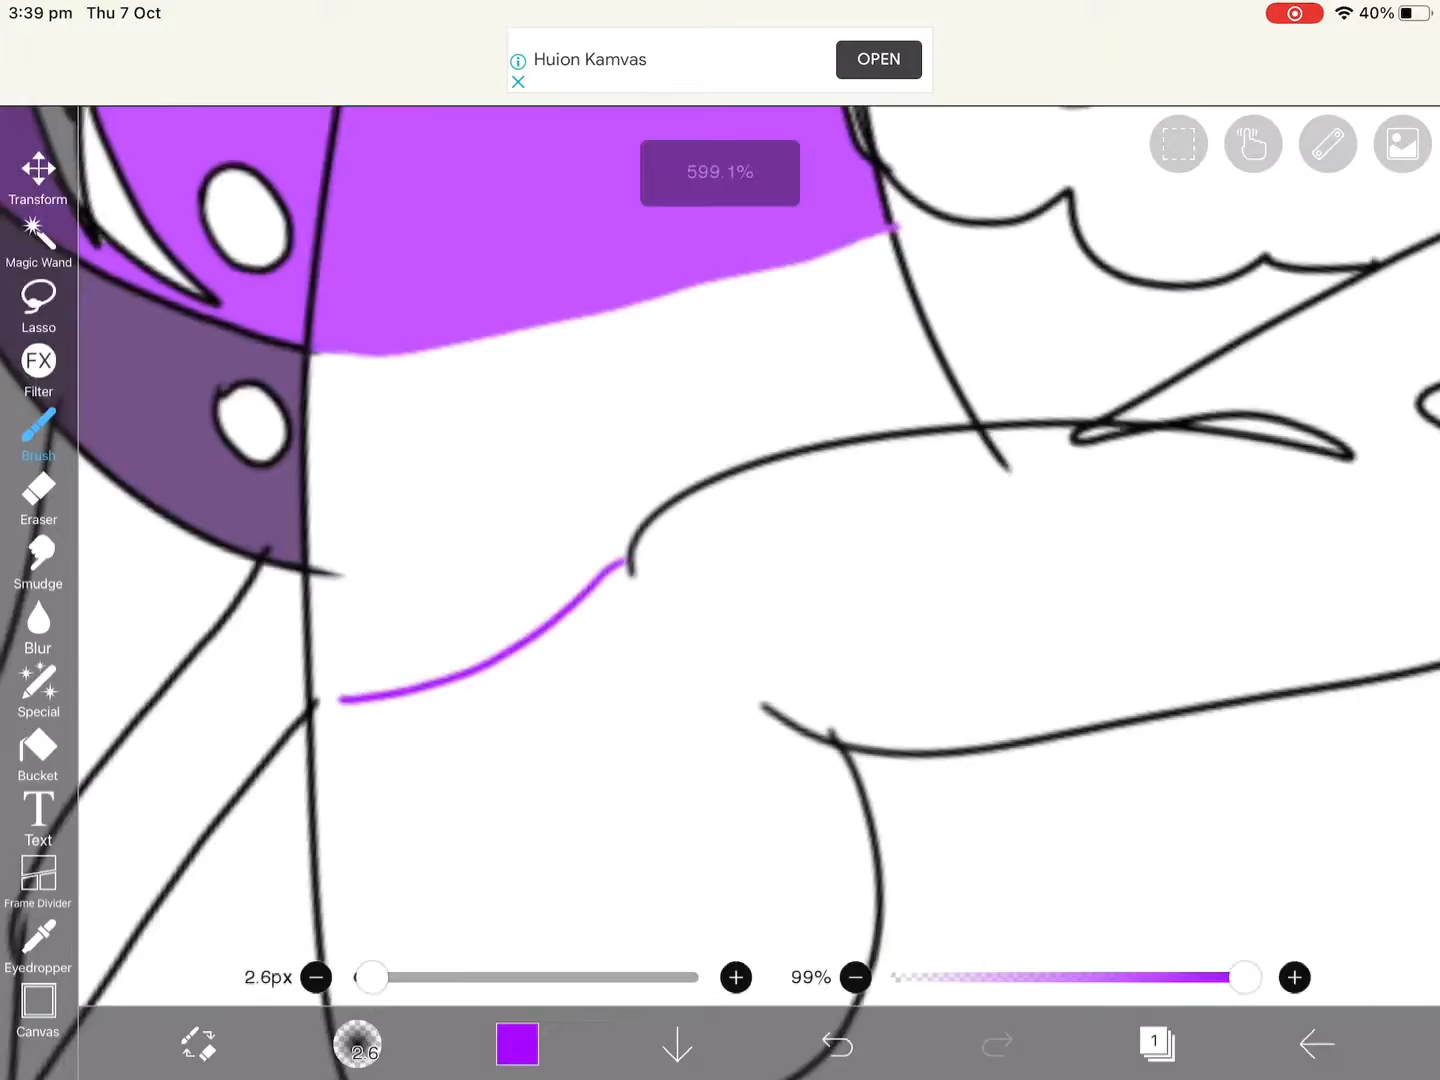 3:39 pm Thu 7 Oct
40%
Huion Kamvas
OPEN
599.1%
Transform
Magic Wand
Lasso
FX
Filter
Brush
Eraser
Smudge
Blur
Special
Bucket
T
Text
Frame Divider
Eyedropper
Canvas
2.6px
99%
2.6
1